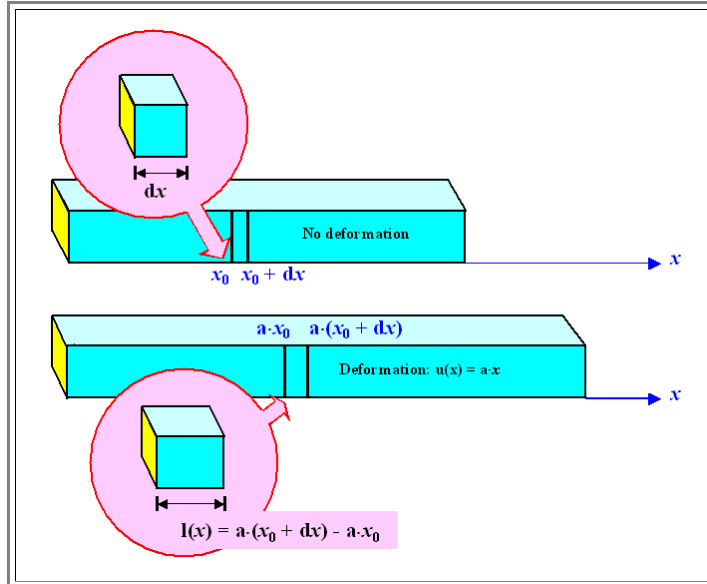 dx
No deformation
x₀ x₀ + dx
x
a·x₀ a·(x₀ + dx)
Deformation: u(x) = a·x
x
l(x) = a·(x₀ + dx) - a·x₀